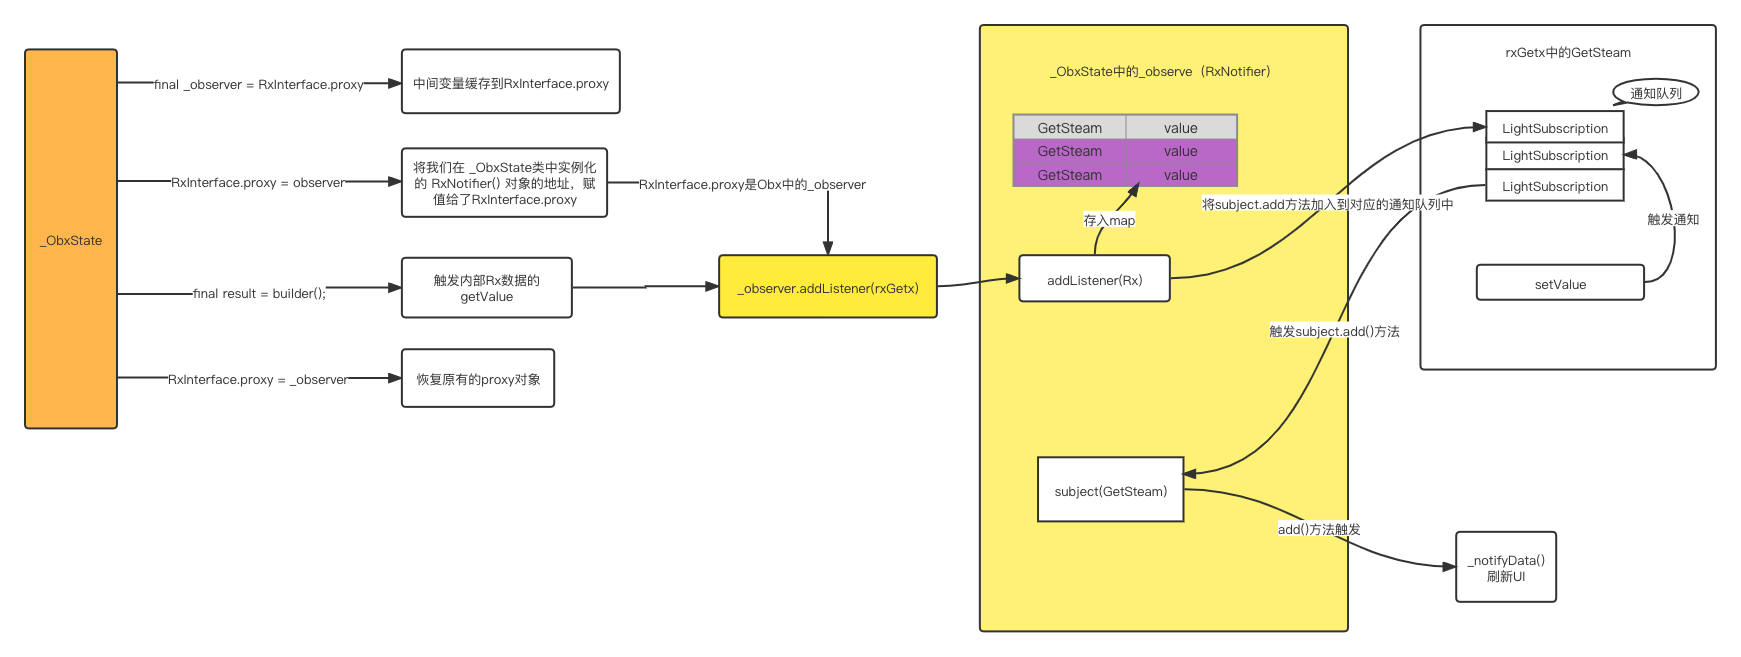 _ObxState
final _observer = RxInterface.proxy
中间变量缓存到RxInterface.proxy
RxInterface.proxy = observer
将我们在 _ObxState类中实例化
的 RxNotifier() 对象的地址，赋
值给了RxInterface.proxy
RxInterface.proxy是Obx中的_observer
final result = builder();
触发内部Rx数据的
getValue
_observer.addListener(rxGetx)
RxInterface.proxy = _observer
恢复原有的proxy对象
_ObxState中的_observe（RxNotifier）
GetSteam value
GetSteam value
GetSteam value
存入map
addListener(Rx)
将subject.add方法加入到对应的通知队列中
触发subject.add()方法
subject(GetSteam)
add()方法触发
_notifyData()
刷新UI
rxGetx中的GetSteam
通知队列
LightSubscription
LightSubscription
LightSubscription
触发通知
setValue